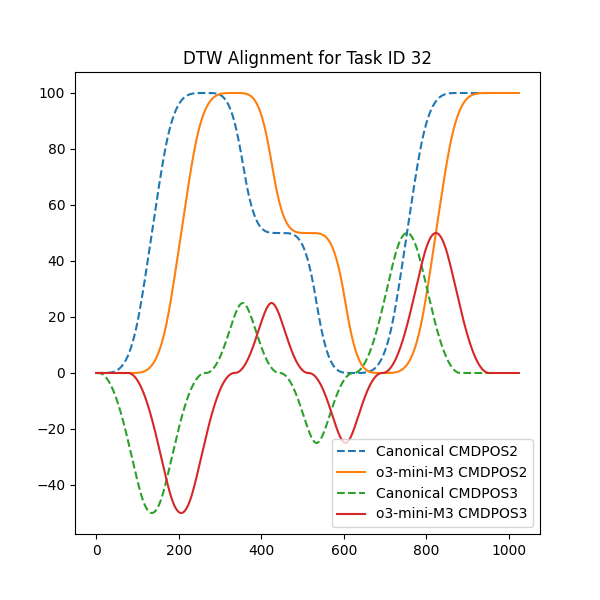 DTW Alignment for Task ID 32
100
80
60
40
20
0
−20
−40
0
200
400
600
800
1000
Canonical CMDPOS2
o3-mini-M3 CMDPOS2
Canonical CMDPOS3
o3-mini-M3 CMDPOS3